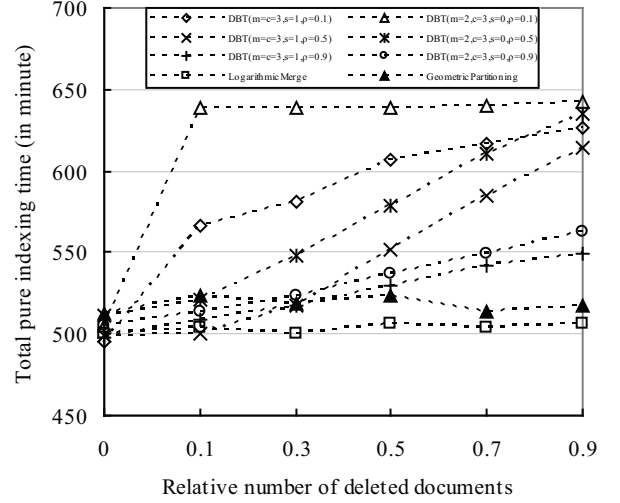 700
650
600
550
500
450
Total pure indexing time (in minute)
DBT(m=c=3,s=1,ρ=0.1)
DBT(m=2,c=3,s=0,ρ=0.1)
DBT(m=c=3,s=1,ρ=0.5)
DBT(m=2,c=3,s=0,ρ=0.5)
DBT(m=c=3,s=1,ρ=0.9)
DBT(m=2,c=3,s=0,ρ=0.9)
Logarithmic Merge
Geometric Partitioning
0 0.1 0.3 0.5 0.7 0.9
Relative number of deleted documents